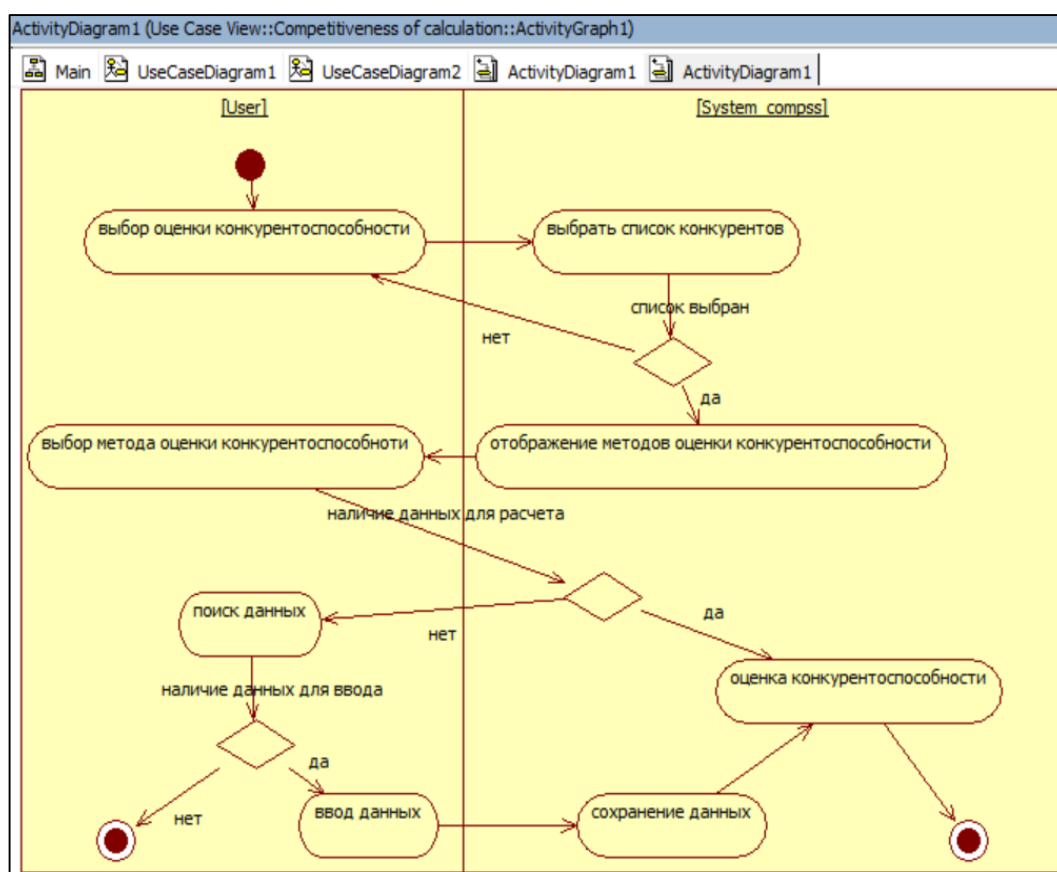 ActivityDiagram1 (Use Case View::Competitiveness of calculation::ActivityGraph1)
Main UseCaseDiagram1 UseCaseDiagram2 ActivityDiagram1 ActivityDiagram1
[User] [System compss]
выбор оценки конкурентоспособности выбрать список конкурентов
список выбран
нет
да
выбор метода оценки конкурентоспособноти отображение методов оценки конкурентоспособности
наличие данных для расчета
поиск данных
да
нет
оценка конкурентоспособности
наличие данных для ввода
да
нет
ввод данных сохранение данных